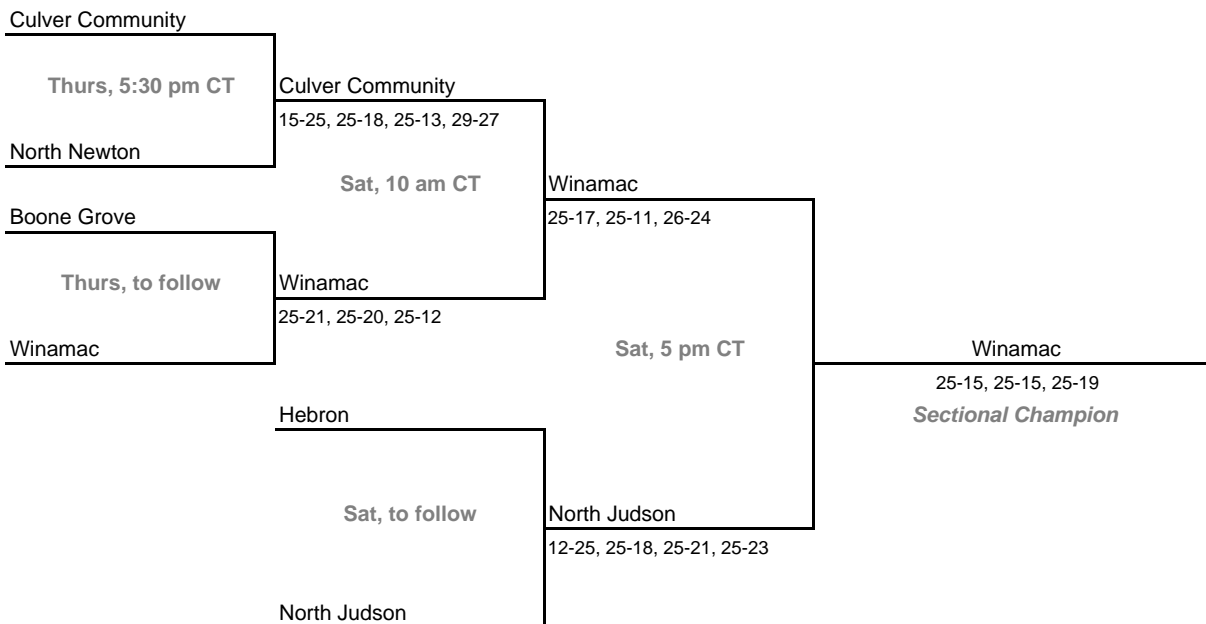 Culver Community
Thurs, 5:30 pm CT
Culver Community
15-25, 25-18, 25-13, 29-27
North Newton
Sat, 10 am CT
Winamac
Boone Grove
25-17, 25-11, 26-24
Thurs, to follow
Winamac
25-21, 25-20, 25-12
Winamac
Sat, 5 pm CT
Winamac
25-15, 25-15, 25-19
Hebron
Sectional Champion
Sat, to follow
North Judson
12-25, 25-18, 25-21, 25-23
North Judson